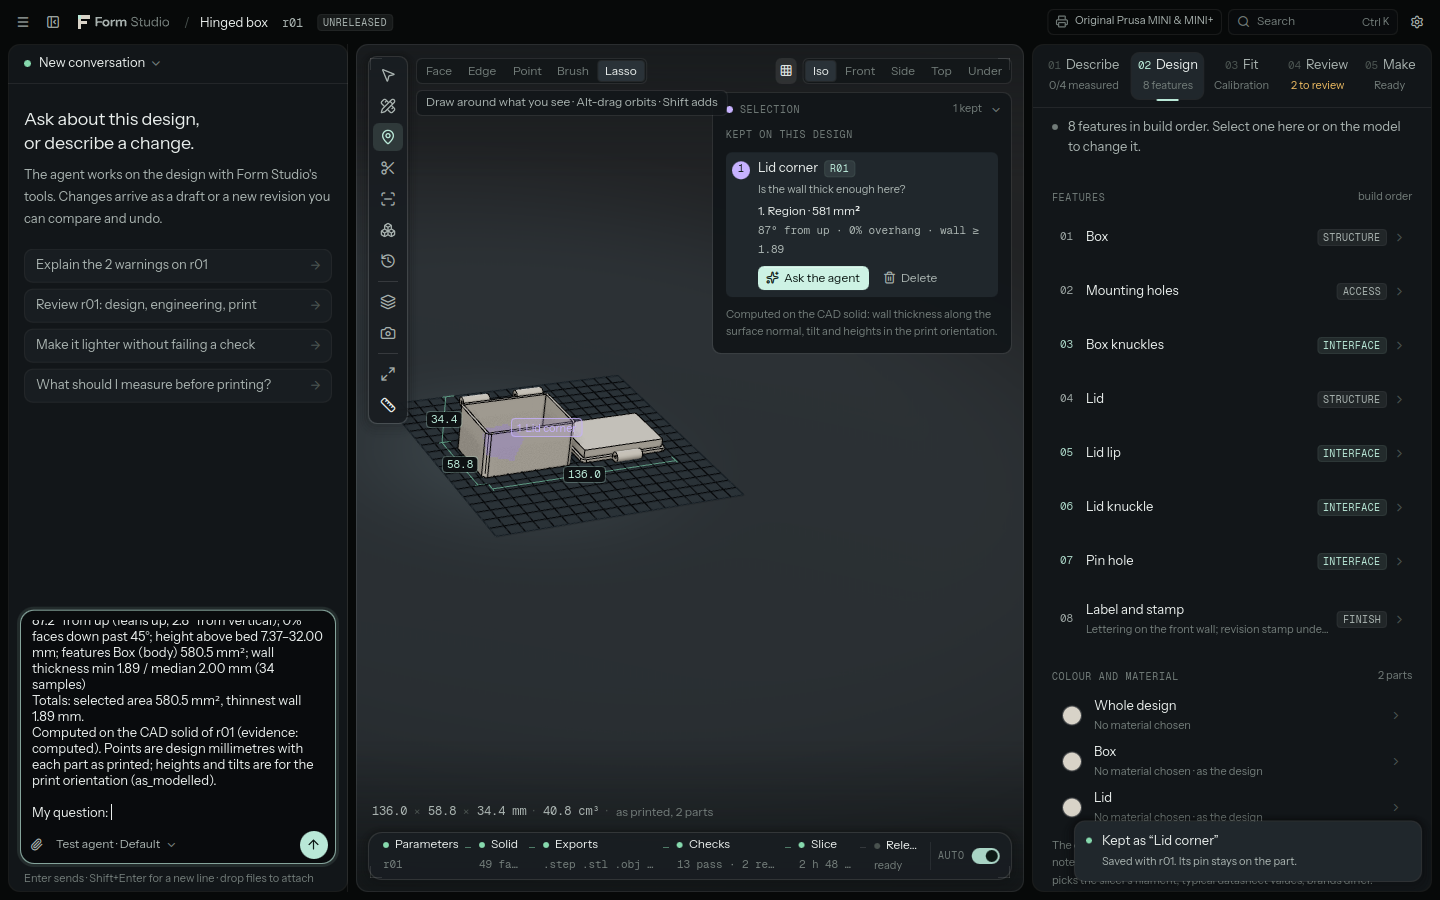 Form Studio / Hinged box r01 UNRELEASED
Original Prusa MINI & MINI+
Search Ctrl K
New conversation
Ask about this design,
or describe a change.
The agent works on the design with Form Studio's
tools. Changes arrive as a draft or a new revision you
can compare and undo.
Explain the 2 warnings on r01
Review r01: design, engineering, print
Make it lighter without failing a check
What should I measure before printing?
87.2° from up (leans up, 2.8° from vertical); 0%
faces down past 45°; height above bed 7.37–32.00
mm; features Box (body) 580.5 mm²; wall
thickness min 1.89 / median 2.00 mm (34
samples)
Totals: selected area 580.5 mm², thinnest wall
1.89 mm.
Computed on the CAD solid of r01 (evidence:
computed). Points are design millimetres with
each part as printed; heights and tilts are for the
print orientation (as_modelled).
My question:
Test agent · Default
Enter sends · Shift+Enter for a new line · drop files to attach
Face Edge Point Brush Lasso
Iso Front Side Top Under
Draw around what you see · Alt-drag orbits · Shift adds
SELECTION 1 kept
KEPT ON THIS DESIGN
1 Lid corner R01
Is the wall thick enough here?
1. Region · 581 mm²
87° from up · 0% overhang · wall ≥
1.89
Ask the agent Delete
Computed on the CAD solid: wall thickness along the
surface normal, tilt and heights in the print orientation.
34.4
1 Lid corner
58.8
136.0
136.0 × 58.8 × 34.4 mm · 40.8 cm³ · as printed, 2 parts
Parameters
r01
Solid
49 fa…
Exports
.step .stl .obj …
Checks
13 pass · 2 re…
Slice
2 h 48 …
Rele…
ready
AUTO
01 Describe
0/4 measured
02 Design
8 features
03 Fit
Calibration
04 Review
2 to review
05 Make
Ready
8 features in build order. Select one here or on the model
to change it.
FEATURES build order
01 Box STRUCTURE
02 Mounting holes ACCESS
03 Box knuckles INTERFACE
04 Lid STRUCTURE
05 Lid lip INTERFACE
06 Lid knuckle INTERFACE
07 Pin hole INTERFACE
08 Label and stamp FINISH
Lettering on the front wall; revision stamp unde…
COLOUR AND MATERIAL 2 parts
Whole design
No material chosen
Box
No material chosen · as the design
Lid
No material chosen · as the design
Kept as “Lid corner”
Saved with r01. Its pin stays on the part.